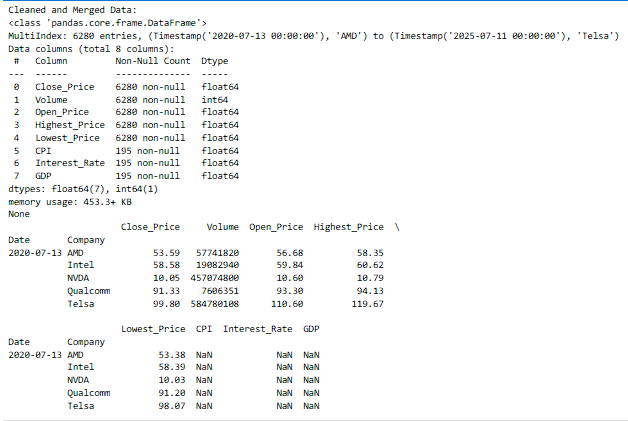 Cleaned and Merged Data:
<class 'pandas.core.frame.DataFrame'>
MultiIndex: 6280 entries, (Timestamp('2020-07-13 00:00:00'), 'AMD') to (Timestamp('2025-07-11 00:00:00'), 'Telsa')
Data columns (total 8 columns):
 #   Column         Non-Null Count  Dtype
---  ------         --------------  -----
 0   Close_Price    6280 non-null   float64
 1   Volume         6280 non-null   int64
 2   Open_Price     6280 non-null   float64
 3   Highest_Price  6280 non-null   float64
 4   Lowest_Price   6280 non-null   float64
 5   CPI            195 non-null    float64
 6   Interest_Rate  195 non-null    float64
 7   GDP            195 non-null    float64
dtypes: float64(7), int64(1)
memory usage: 453.3+ KB
None
                     Close_Price     Volume  Open_Price  Highest_Price  \
Date       Company
2020-07-13 AMD             53.59   57741820       56.68          58.35
           Intel           58.58   19082940       59.84          60.62
           NVDA            10.05  457074800       10.60          10.79
           Qualcomm        91.33    7606351       93.30          94.13
           Telsa           99.80  584780108      110.60         119.67
                     Lowest_Price  CPI  Interest_Rate  GDP
Date       Company
2020-07-13 AMD              53.38  NaN            NaN  NaN
           Intel            58.39  NaN            NaN  NaN
           NVDA             10.03  NaN            NaN  NaN
           Qualcomm         91.20  NaN            NaN  NaN
           Telsa            98.07  NaN            NaN  NaN